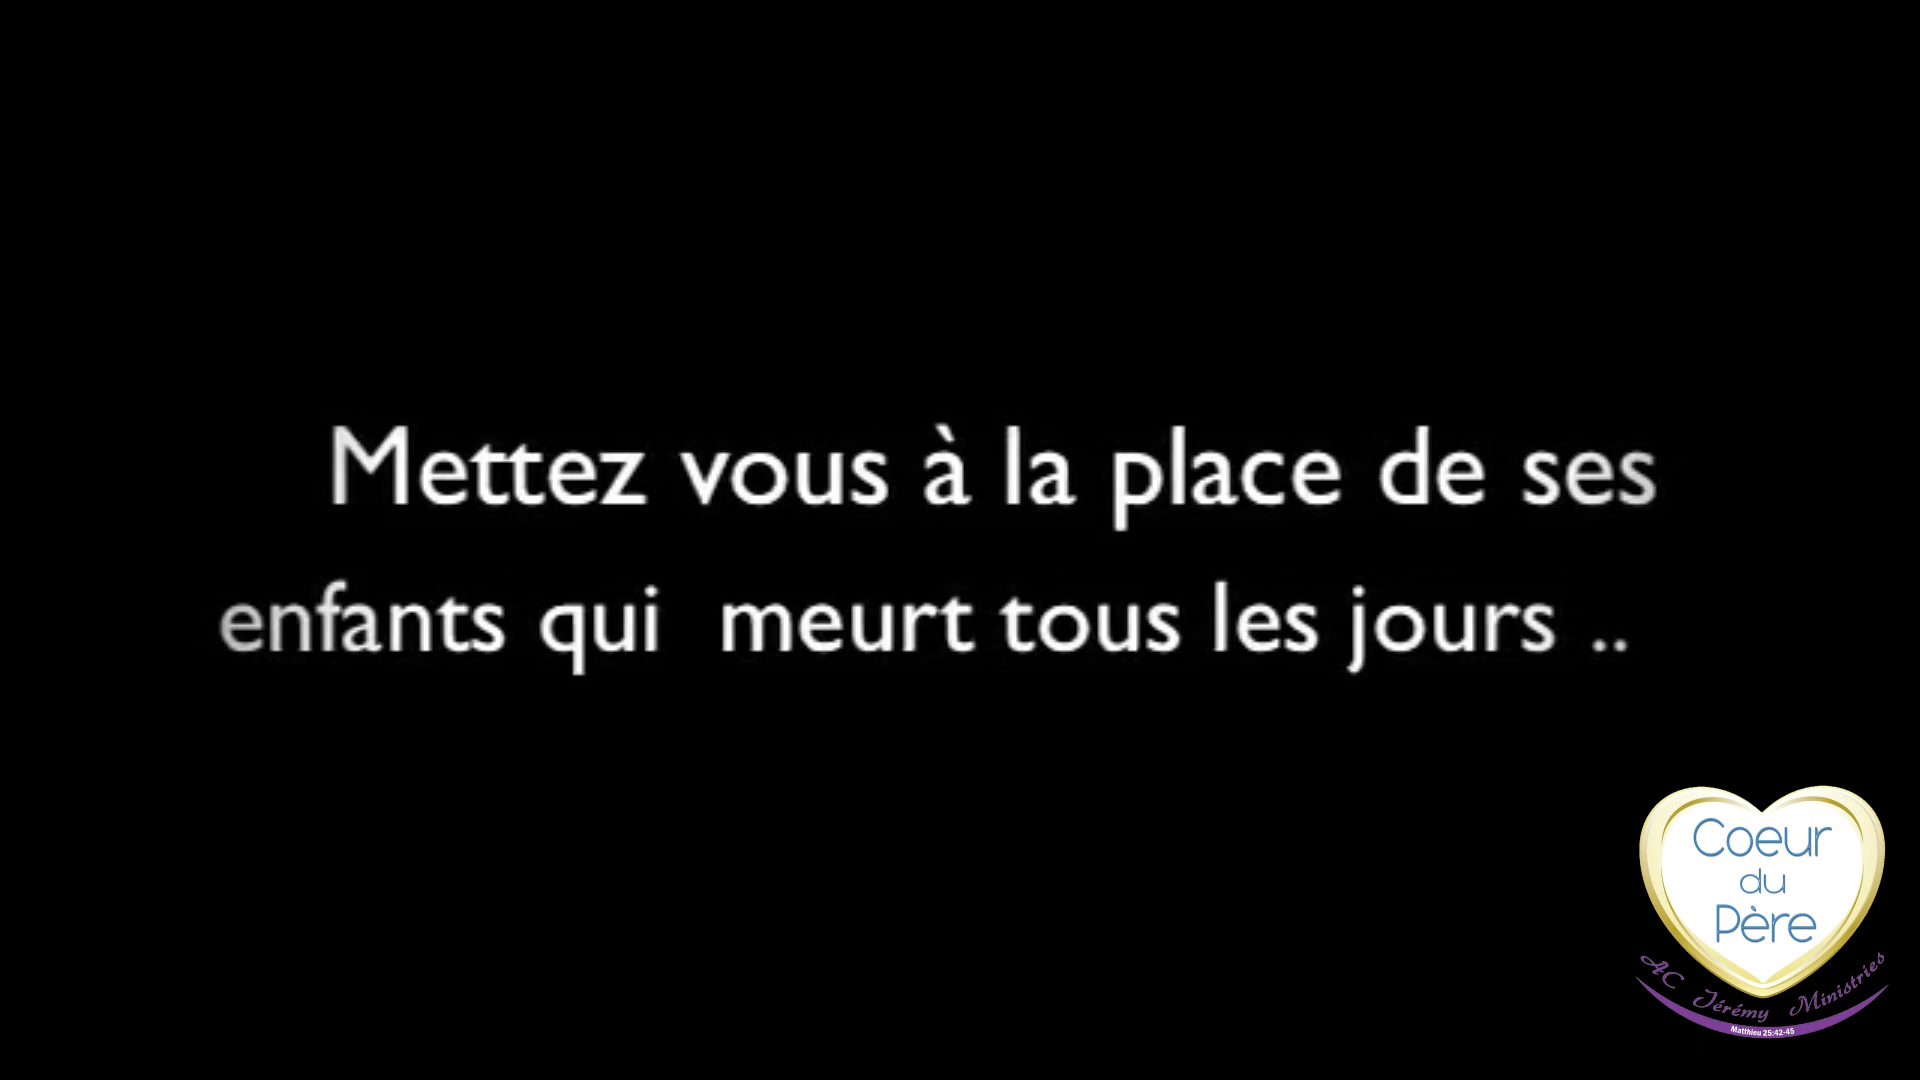 Mettez vous à la place de ses
enfants qui meurt tous les jours ..
Coeur
du
Père
AC Jérémy Ministries
Matthieu 25:42-45